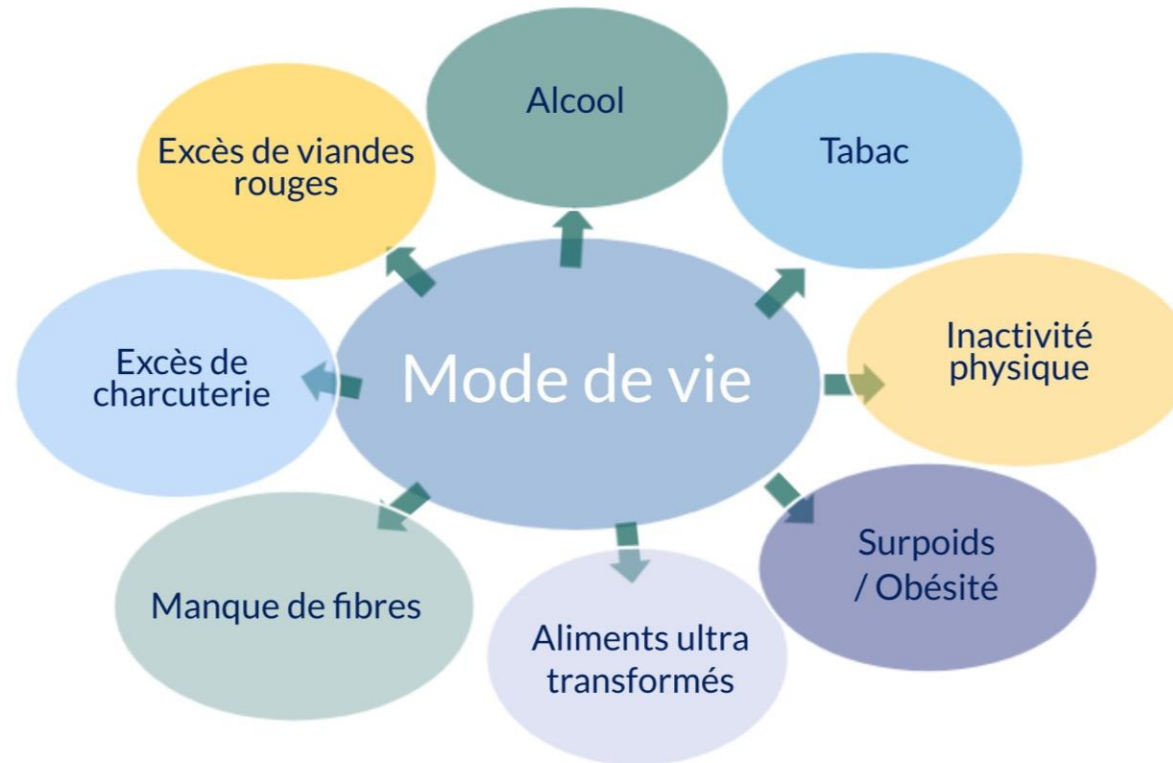 Alcool
Tabac
Excès de viandes
rouges
Inactivité
physique
Excès de
charcuterie
Mode de vie
Surpoids
/ Obésité
Manque de fibres
Aliments ultra
transformés